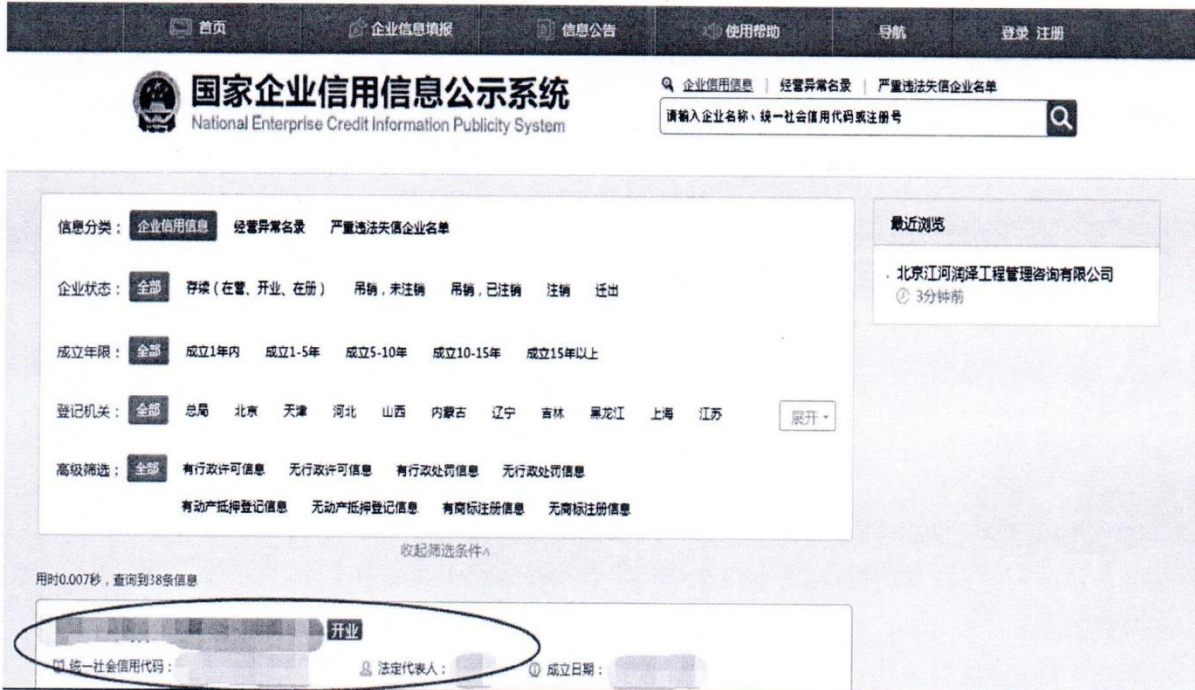 首页 企业信息填报 信息公告 使用帮助 导航 登录 注册
国家企业信用信息公示系统
National Enterprise Credit Information Publicity System
企业信用信息 | 经营异常名录 | 严重违法失信企业名单
请输入企业名称、统一社会信用代码或注册号
信息分类： 企业信用信息 经营异常名录 严重违法失信企业名单
企业状态： 全部 存续（在营、开业、在册） 吊销，未注销 吊销，已注销 注销 迁出
成立年限： 全部 成立1年内 成立1-5年 成立5-10年 成立10-15年 成立15年以上
登记机关： 全部 总局 北京 天津 河北 山西 内蒙古 辽宁 吉林 黑龙江 上海 江苏 展开
高级筛选： 全部 有行政许可信息 无行政许可信息 有行政处罚信息 无行政处罚信息
有动产抵押登记信息 无动产抵押登记信息 有商标注册信息 无商标注册信息
收起筛选条件
最近浏览
北京江河润泽工程管理咨询有限公司
3分钟前
用时0.007秒，查询到38条信息
开业
统一社会信用代码： 法定代表人： 成立日期：